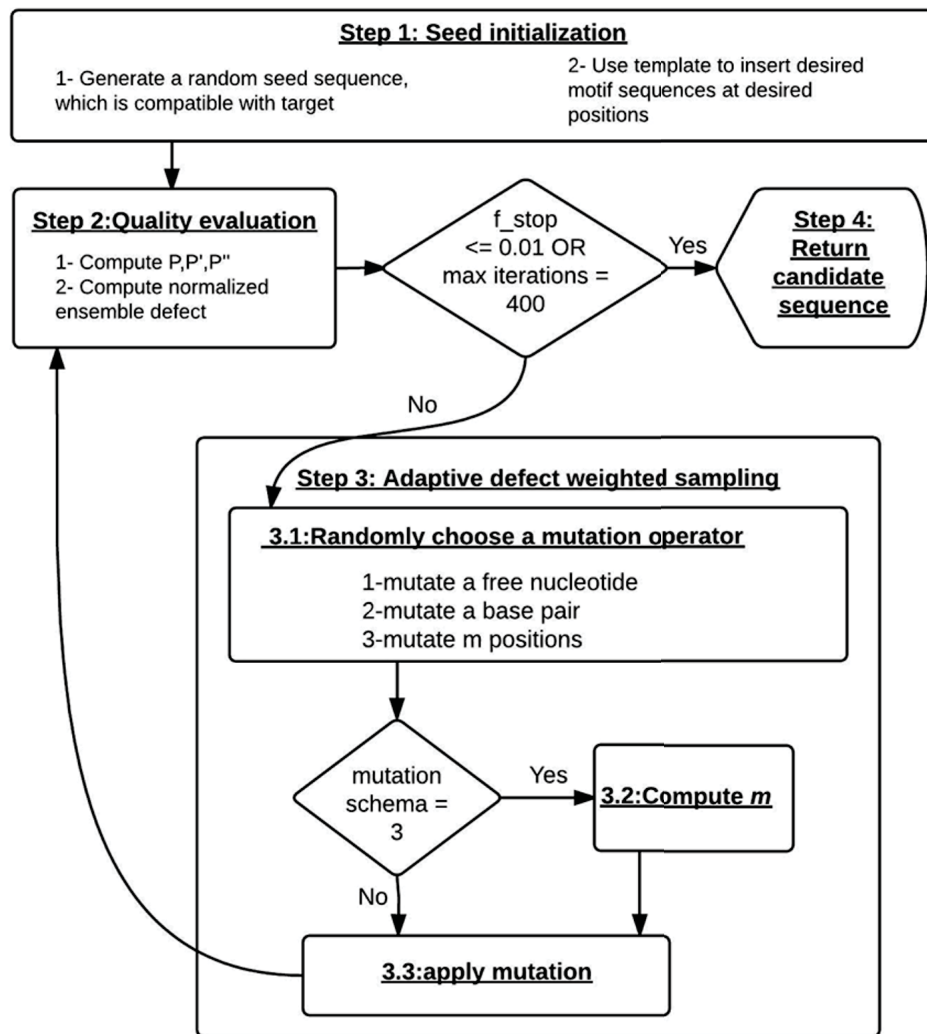 Step 1: Seed initialization
1- Generate a random seed sequence,
which is compatible with target
2- Use template to insert desired
motif sequences at desired
positions
Step 2:Quality evaluation
1- Compute P,P',P"
2- Compute normalized
ensemble defect
f_stop
<= 0.01 OR
max iterations =
400
Yes
Step 4:
Return
candidate
sequence
No
Step 3: Adaptive defect weighted sampling
3.1:Randomly choose a mutation operator
1-mutate a free nucleotide
2-mutate a base pair
3-mutate m positions
mutation
schema =
3
Yes
3.2:Compute m
No
3.3:apply mutation